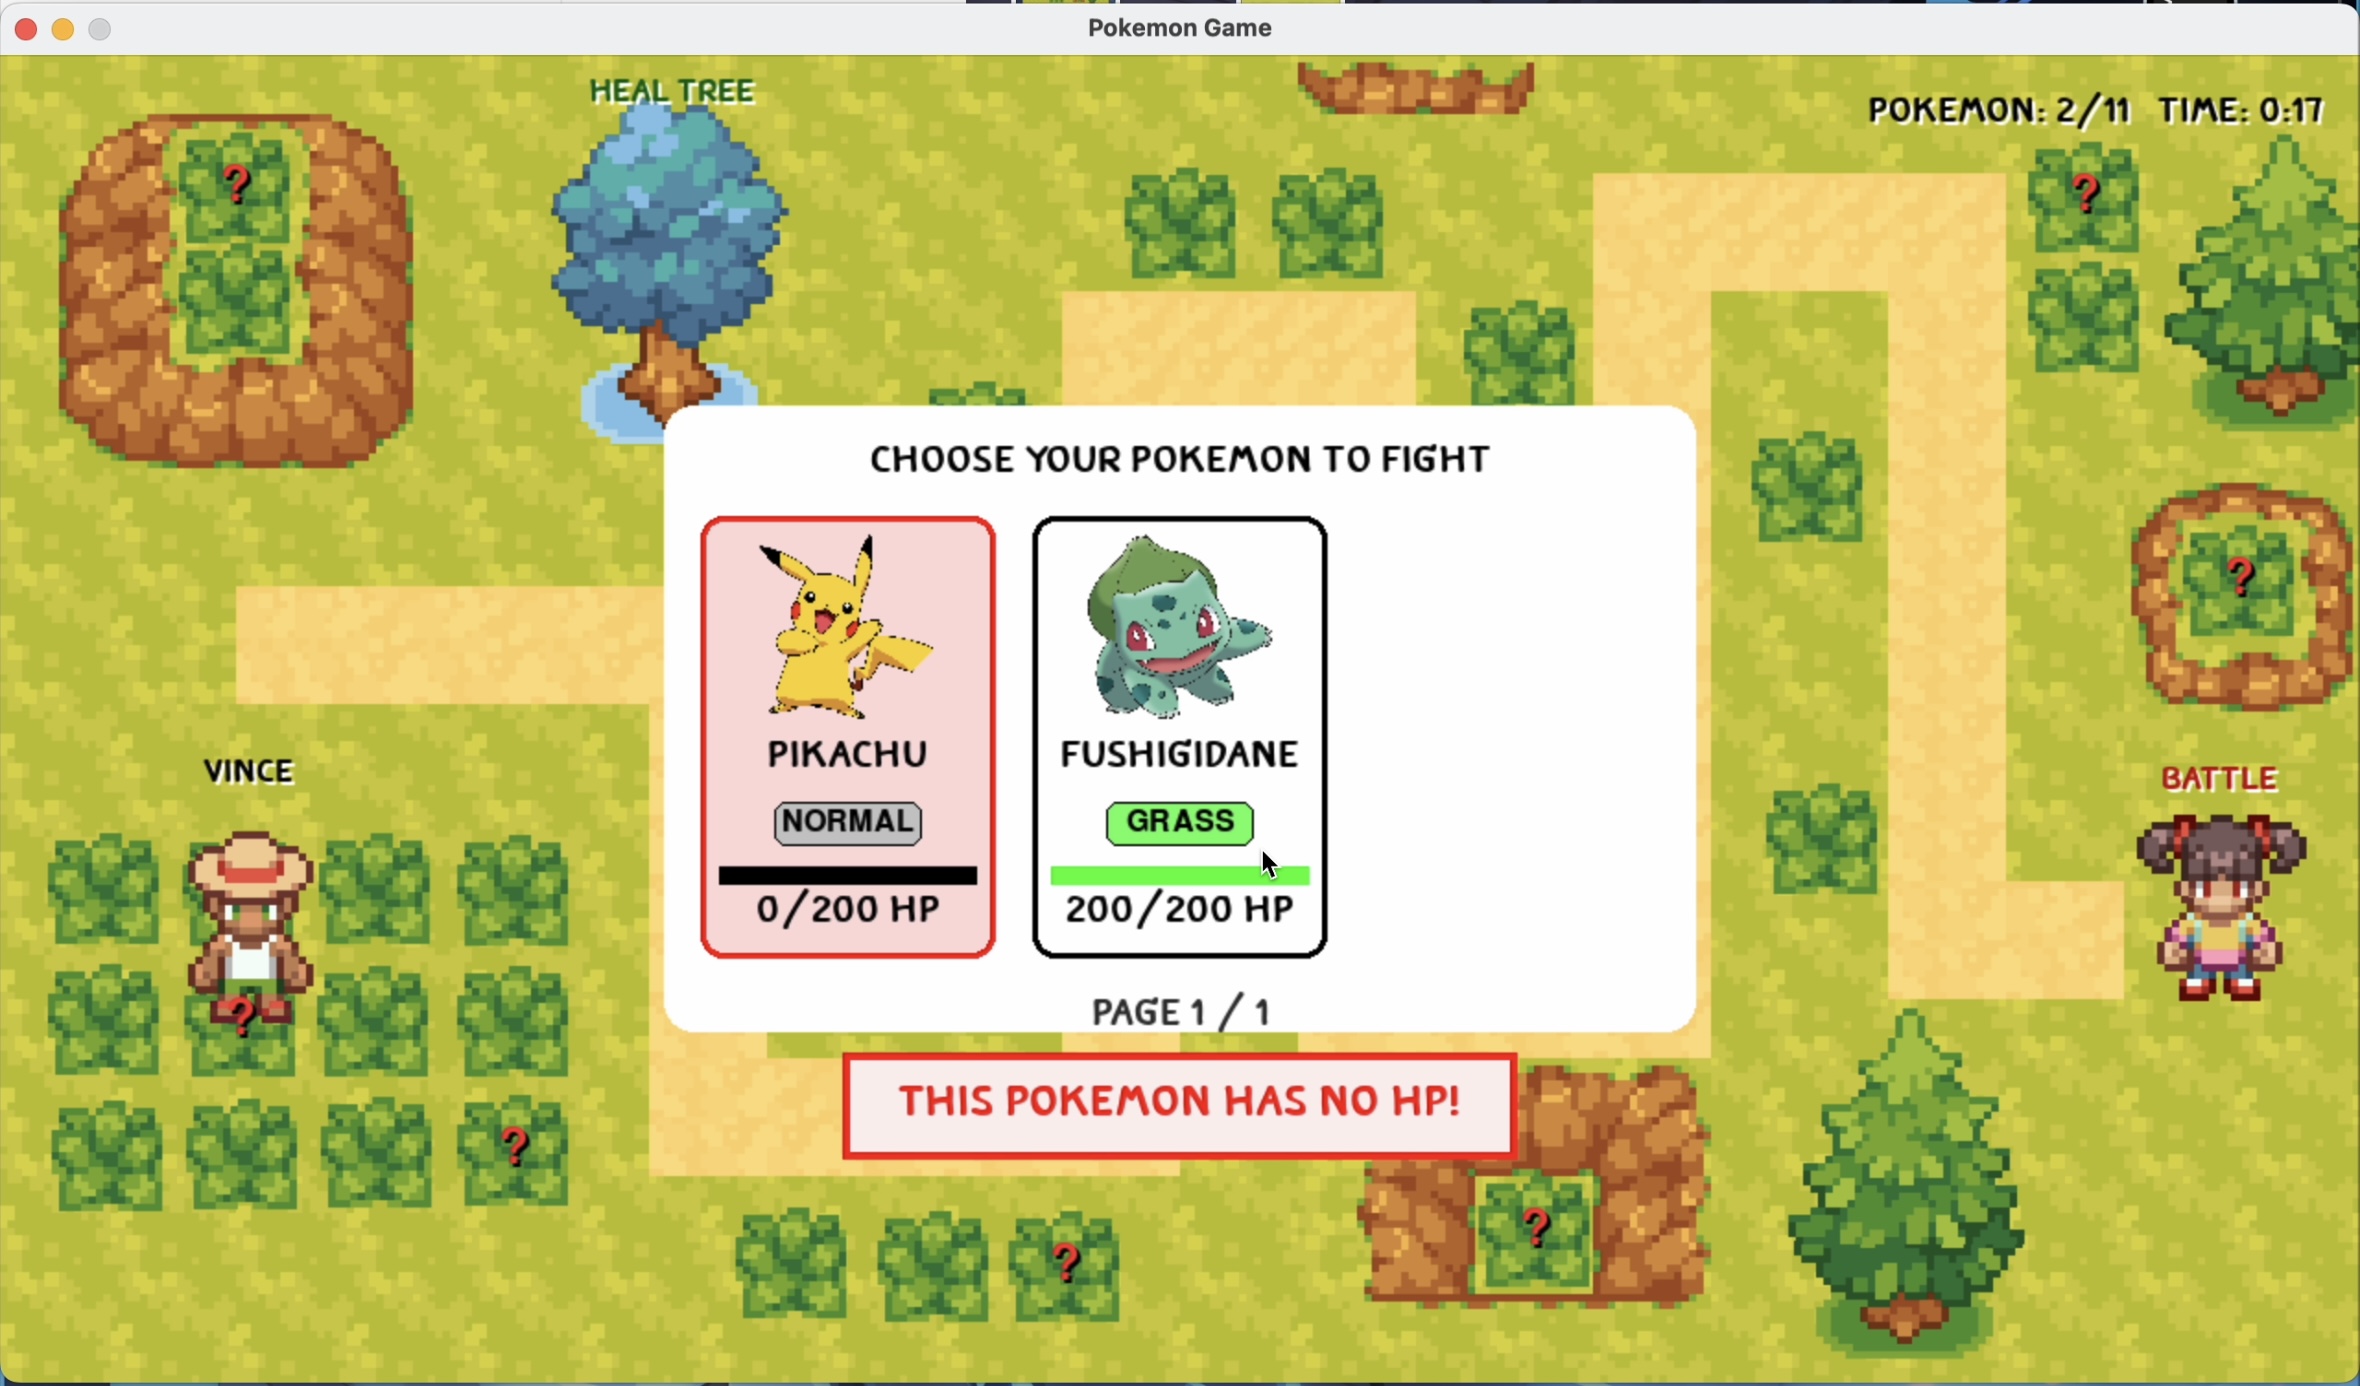 Pokemon Game
HEAL TREE
POKEMON: 2/11 TIME: 0:17
?
?
CHOOSE YOUR POKEMON TO FIGHT
?
PIKACHU
FUSHIGIDANE
VINCE
BATTLE
NORMAL
GRASS
0/200 HP
200/200 HP
PAGE 1 / 1
?
THIS POKEMON HAS NO HP!
?
?
?